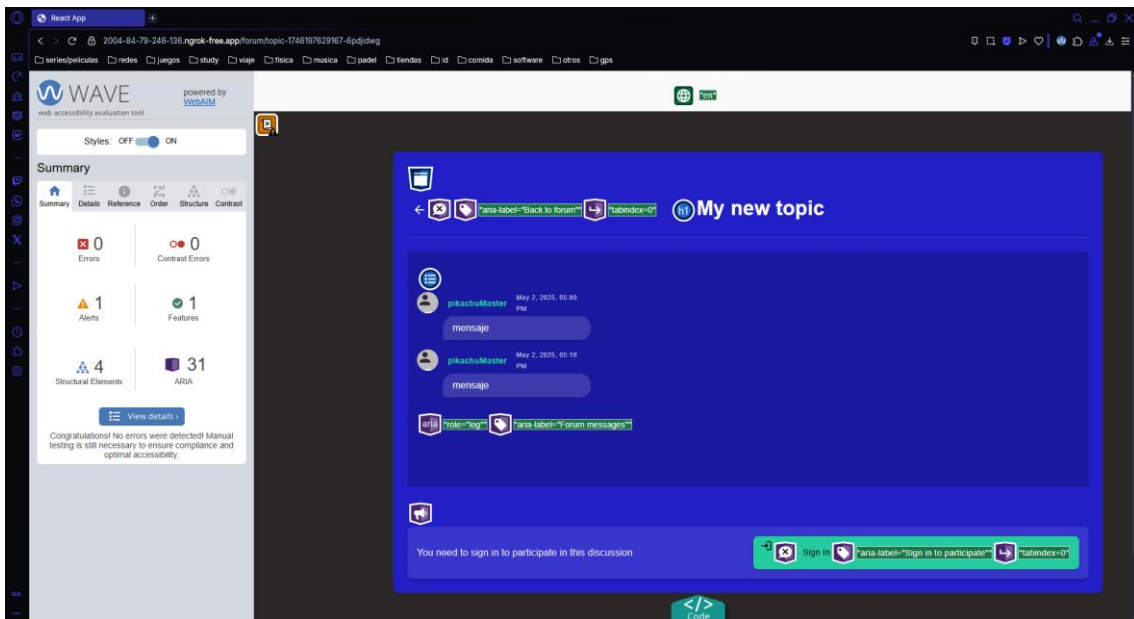 React App
2004-84-79-246-136.ngrok-free.app/forum/topic-1746197629167-6pdjidwg
series/peliculas redes juegos study viaje fisica musica padel tiendas id comida software otros gps
WAVE
powered by
WebAIM
web accessibility evaluation tool
Styles: OFF ON
Summary
Summary Details Reference Order Structure Contrast
0
Errors
0
Contrast Errors
1
Alerts
1
Features
4
Structural Elements
31
ARIA
View details ›
Congratulations! No errors were detected! Manual
testing is still necessary to ensure compliance and
optimal accessibility.
*"en"
*aria-label="Back to forum"* *tabindex=0* h1 My new topic
pikachuMaster May 2, 2025, 05:00
PM
mensaje
pikachuMaster May 2, 2025, 05:19
PM
mensaje
aria *role="log"* *aria-label="Forum messages"*
You need to sign in to participate in this discussion
Sign In *aria-label="Sign in to participate"* *tabindex=0*
</>
Code
GX